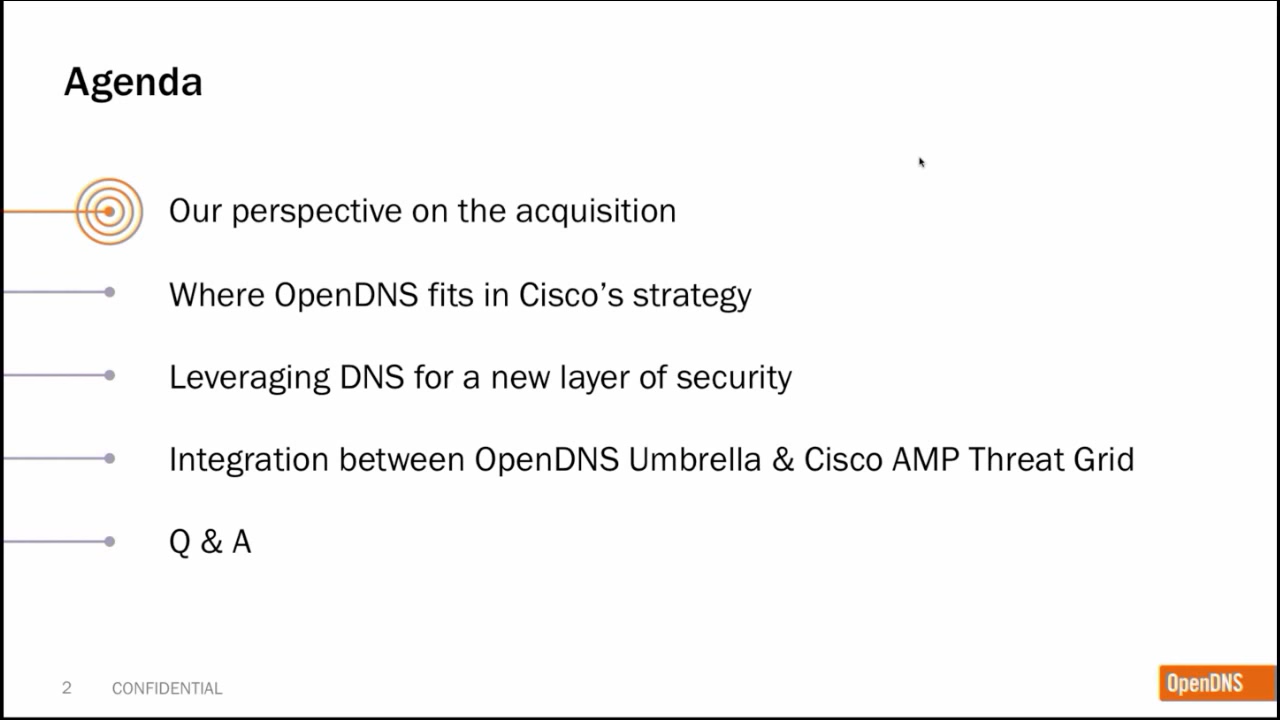 Agenda
Our perspective on the acquisition
Where OpenDNS fits in Cisco’s strategy
Leveraging DNS for a new layer of security
Integration between OpenDNS Umbrella & Cisco AMP Threat Grid
Q & A
2 CONFIDENTIAL
OpenDNS